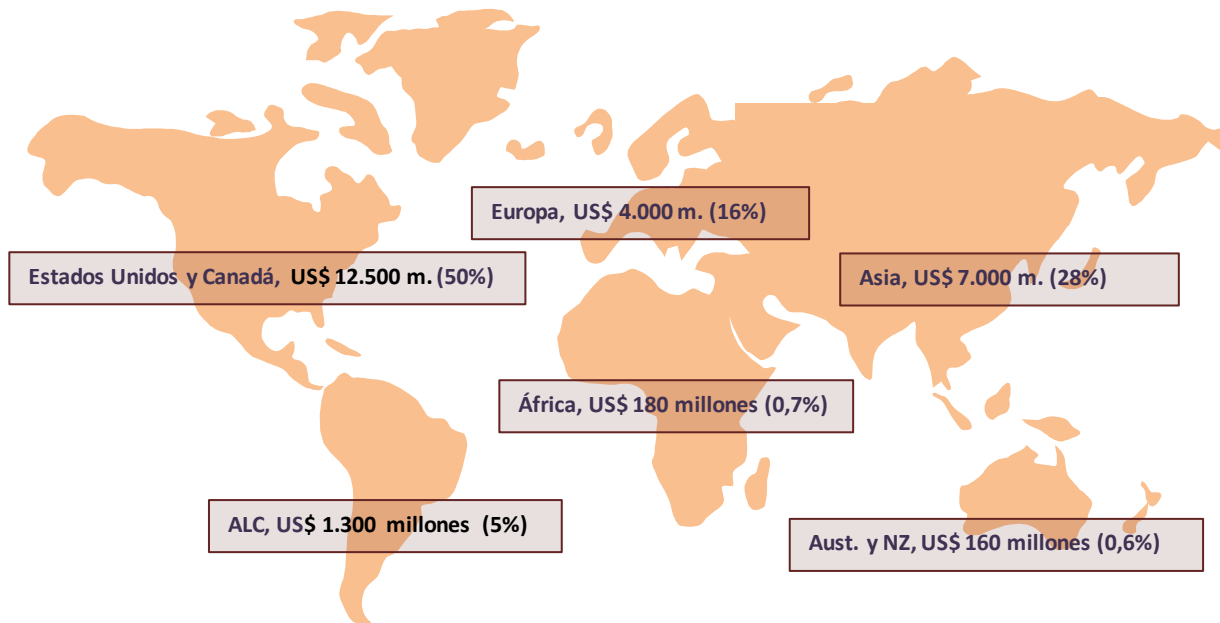 Europa, US$ 4.000 m. (16%)
Estados Unidos y Canadá, US$ 12.500 m. (50%)
Asia, US$ 7.000 m. (28%)
África, US$ 180 millones (0,7%)
ALC, US$ 1.300 millones (5%)
Aust. y NZ, US$ 160 millones (0,6%)